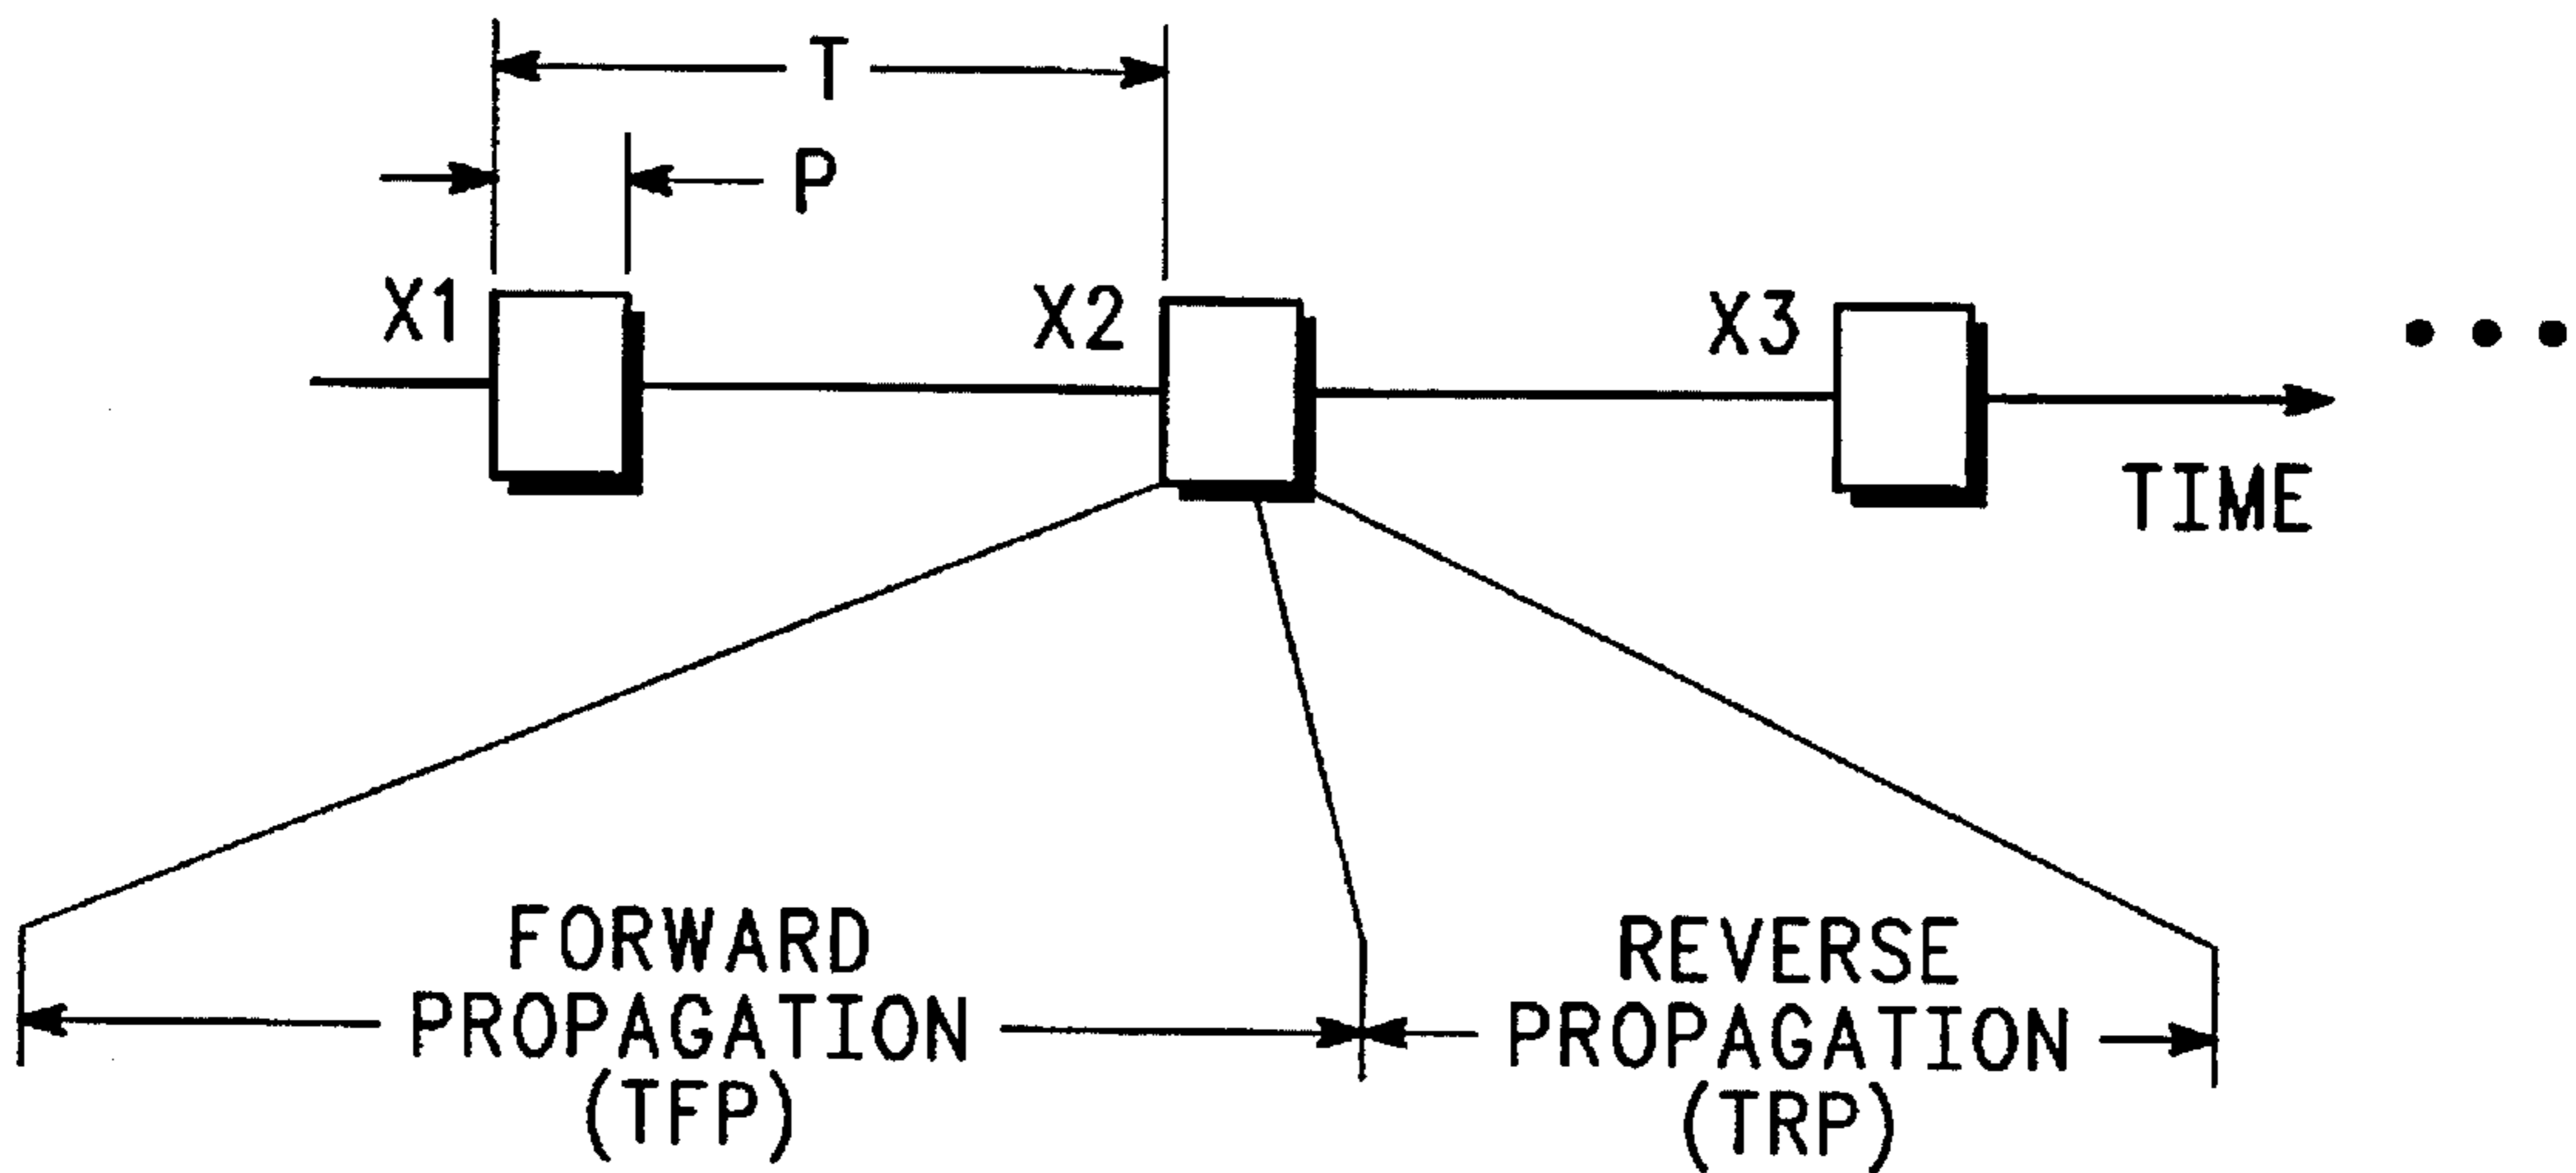 T
P
X1
X2
X3
TIME
FORWARD
PROPAGATION
(TFP)
REVERSE
PROPAGATION
(TRP)